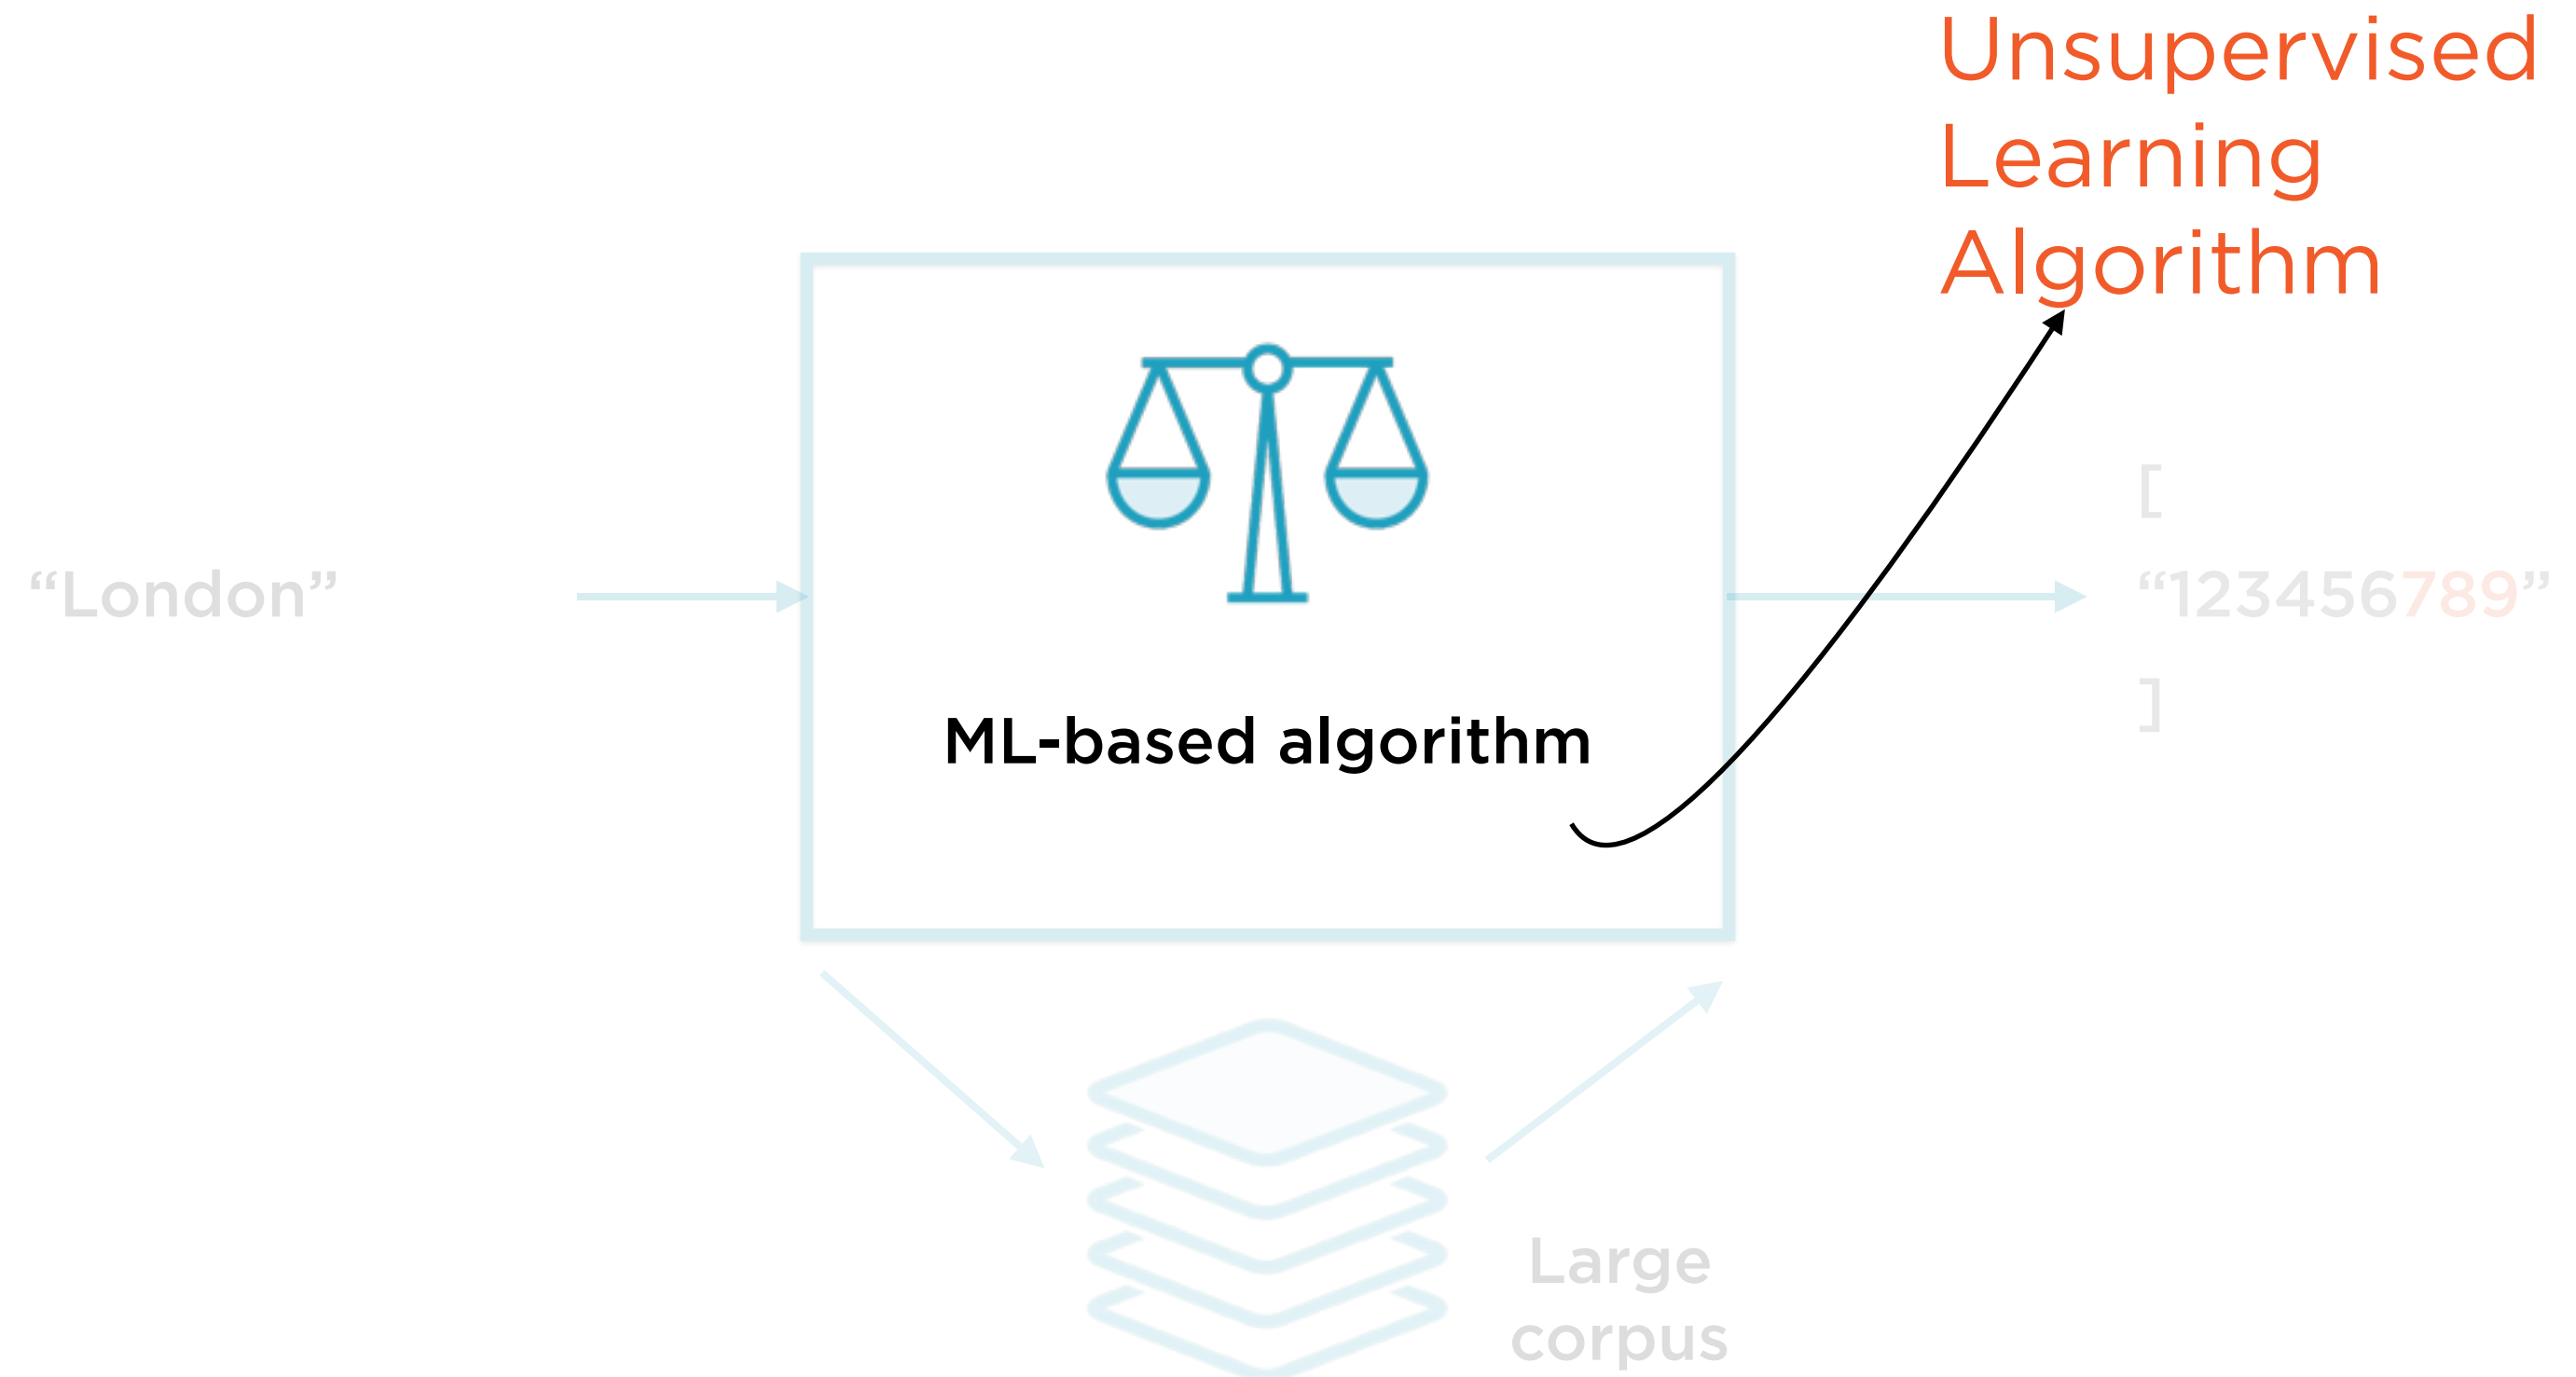 Unsupervised
Learning
Algorithm
“London”
[
“123456789”
]
ML-based algorithm
Large
corpus